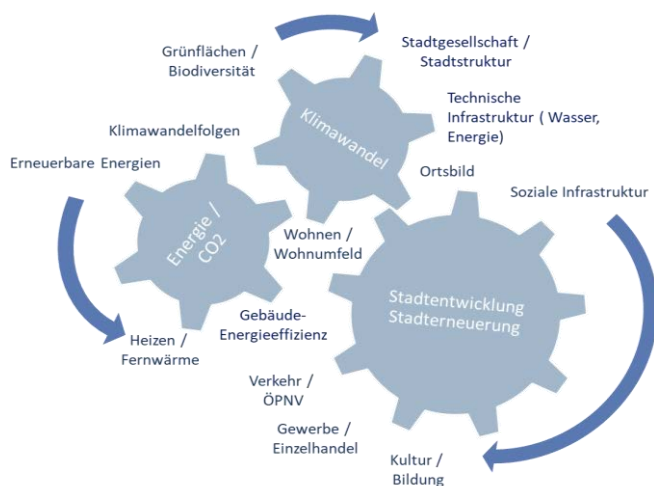 Grünflächen /
Biodiversität
Stadtgesellschaft /
Stadtstruktur
Klimawandel
Technische
Infrastruktur ( Wasser,
Energie)
Klimawandelfolgen
Erneuerbare Energien
Ortsbild
Soziale Infrastruktur
Energie /
CO2
Wohnen /
Wohnumfeld
Stadtentwicklung
Stadterneuerung
Gebäude-
Energieeffizienz
Heizen /
Fernwärme
Verkehr /
ÖPNV
Gewerbe /
Einzelhandel
Kultur /
Bildung